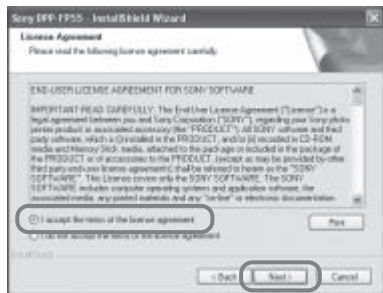 Sony DPP-FP55 - InstallShield Wizard
License Agreement
Please read the following license agreement carefully.
END-USER LICENSE AGREEMENT FOR SONY SOFTWARE
IMPORTANT READ CAREFULLY: This End User License Agreement ("License") is a
legal agreement between you and Sony Corporation ("SONY"), regarding your Sony photo
printer product or associated accessory (the "PRODUCT"). All SONY software and third
party software, which is (i) installed in the PRODUCT, and/or (ii) recorded in CD-ROM
media and Memory Stick media, attached to the package or included in the package of
the PRODUCT or of accessories to the PRODUCT, (except as may be provided by other
third party end-user license agreement) shall be referred to herein as the "SONY
SOFTWARE". The License covers only the SONY SOFTWARE. The SONY
SOFTWARE includes computer operating system and application software, the
associated media, any printed materials and any "online" or electronic documentation.
I accept the terms of the license agreement
I do not accept the terms of the license agreement
Print
InstallShield
< Back
Next >
Cancel